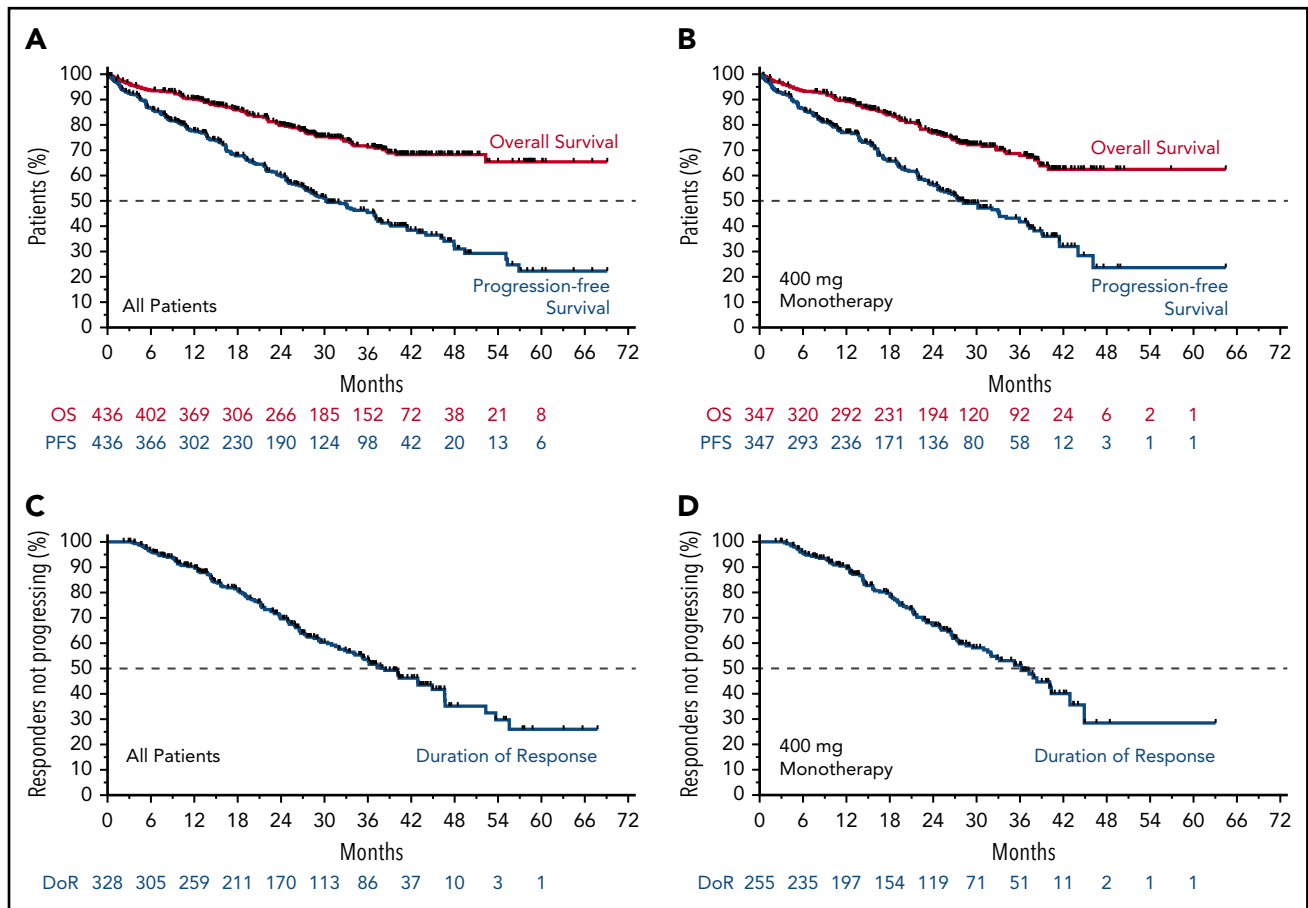 A
100
90
80
70
60
50
40
30
20
10
0
Patients (%)
Overall Survival
Progression-free
Survival
All Patients
0 6 12 18 24 30 36 42 48 54 60 66 72
Months
OS 436 402 369 306 266 185 152 72 38 21 8
PFS 436 366 302 230 190 124 98 42 20 13 6
B
100
90
80
70
60
50
40
30
20
10
0
Patients (%)
Overall Survival
Progression-free
Survival
400 mg
Monotherapy
0 6 12 18 24 30 36 42 48 54 60 66 72
Months
OS 347 320 292 231 194 120 92 24 6 2 1
PFS 347 293 236 171 136 80 58 12 3 1 1
C
100
90
80
70
60
50
40
30
20
10
0
Responders not progressing (%)
All Patients
Duration of Response
0 6 12 18 24 30 36 42 48 54 60 66 72
Months
DoR 328 305 259 211 170 113 86 37 10 3 1
D
100
90
80
70
60
50
40
30
20
10
0
Responders not progressing (%)
400 mg
Monotherapy
Duration of Response
0 6 12 18 24 30 36 42 48 54 60 66 72
Months
DoR 255 235 197 154 119 71 51 11 2 1 1